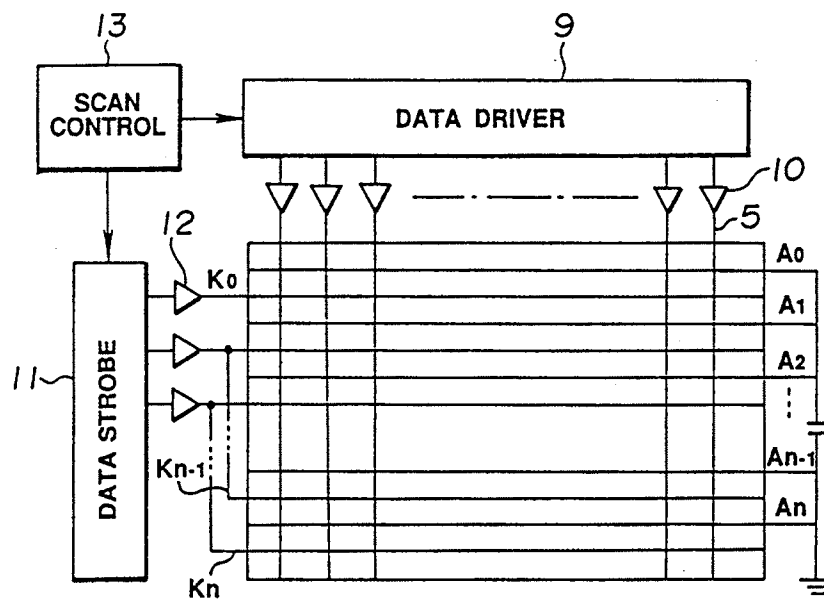 13
9
SCAN
CONTROL
DATA DRIVER
10
5
12
K0
A0
A1
11
DATA STROBE
A2
Kn-1
An-1
An
Kn